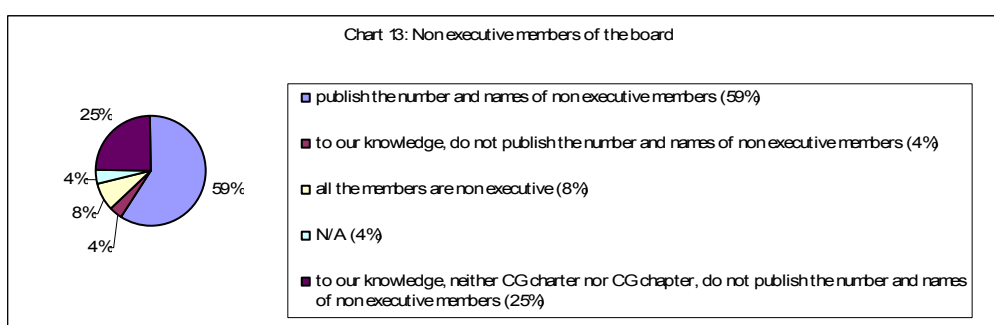 Chart 13: Non executive members of the board
25%
4%
8%
4%
59%
publish the number and names of non executive members (59%)
to our knowledge, do not publish the number and names of non executive members (4%)
all the members are non executive (8%)
N/A (4%)
to our knowledge, neither CG charter nor CG chapter, do not publish the number and names
of non executive members (25%)